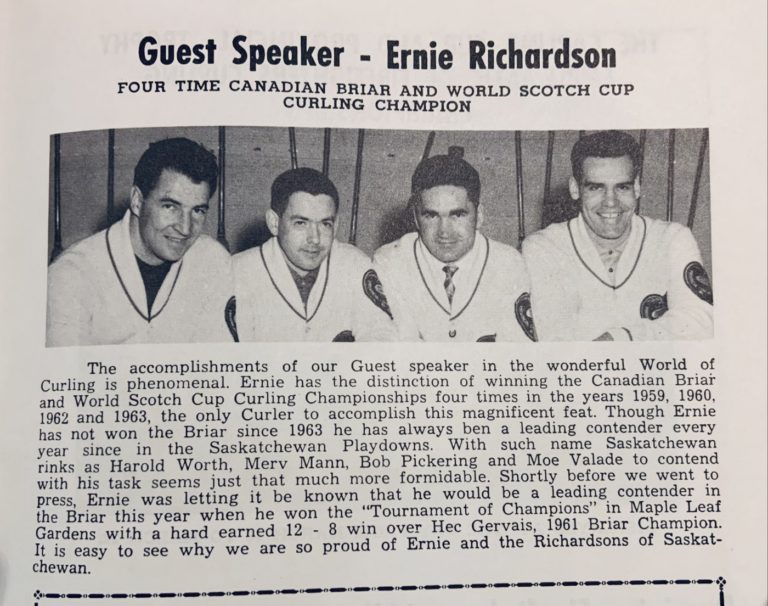 Guest Speaker - Ernie Richardson
FOUR TIME CANADIAN BRIAR AND WORLD SCOTCH CUP
CURLING CHAMPION
The accomplishments of our Guest speaker in the wonderful World of
Curling is phenomenal. Ernie has the distinction of winning the Canadian Briar
and World Scotch Cup Curling Championships four times in the years 1959, 1960,
1962 and 1963, the only Curler to accomplish this magnificent feat. Though Ernie
has not won the Briar since 1963 he has always ben a leading contender every
year since in the Saskatchewan Playdowns. With such name Saskatchewan
rinks as Harold Worth, Merv Mann, Bob Pickering and Moe Valade to contend
with his task seems just that much more formidable. Shortly before we went to
press, Ernie was letting it be known that he would be a leading contender in
the Briar this year when he won the "Tournament of Champions" in Maple Leaf
Gardens with a hard earned 12 - 8 win over Hec Gervais, 1961 Briar Champion.
It is easy to see why we are so proud of Ernie and the Richardsons of Saskat-
chewan.